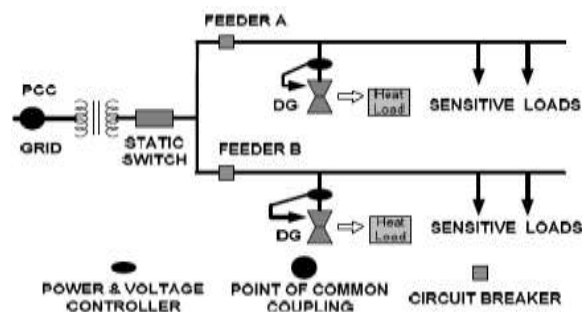 FEEDER A
PCC
GRID
STATIC
SWITCH
DG
Heat
Load
SENSITIVE LOADS
FEEDER B
DG
Heat
Load
SENSITIVE LOADS
POWER & VOLTAGE
CONTROLLER
POINT OF COMMON
COUPLING
CIRCUIT BREAKER